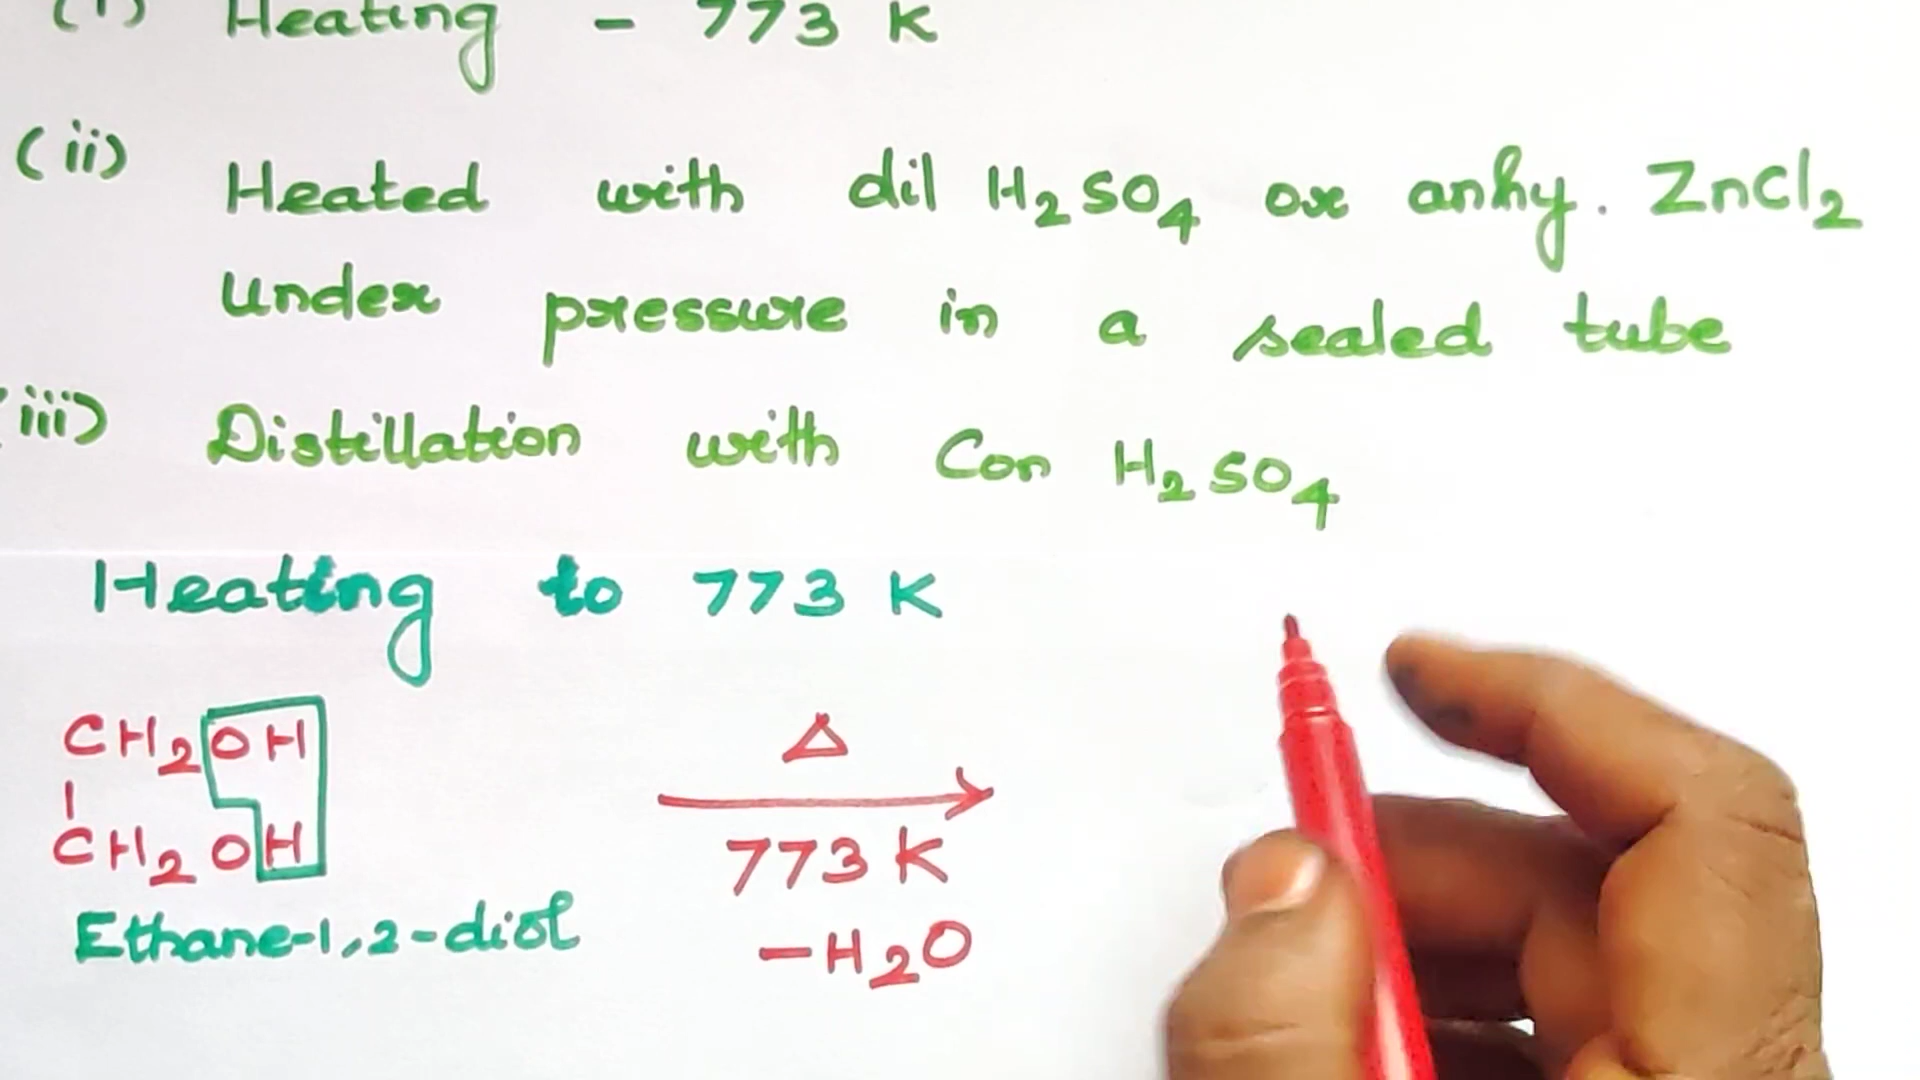 (i) Heating - 773 K
(ii) Heated with dil H₂SO₄ or anhy. ZnCl₂
under pressure in a sealed tube
(iii) Distillation with Con H₂SO₄
Heating to 773 K
CH₂OH
|
CH₂OH
Ethane-1,2-diol
Δ
→
773 K
-H₂O